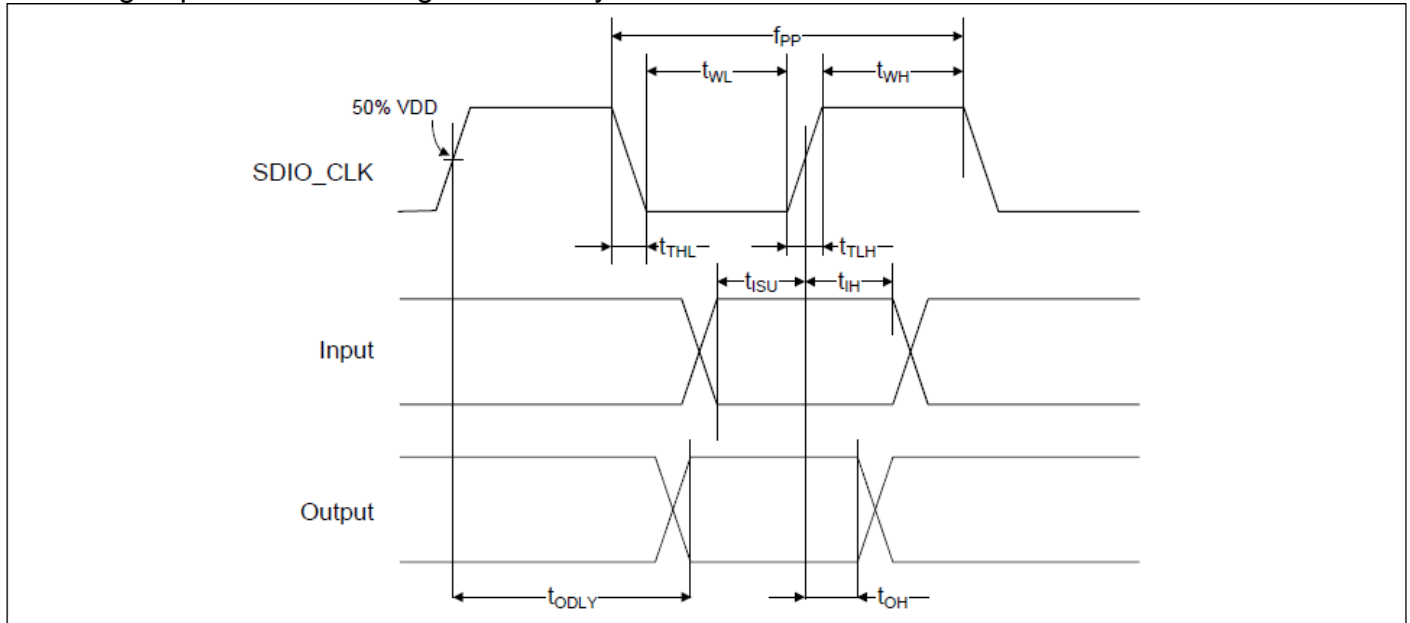 fPP
tWL
tWH
50% VDD
SDIO_CLK
tTHL
tTLH
tISU
tIH
Input
Output
tODLY
tOH